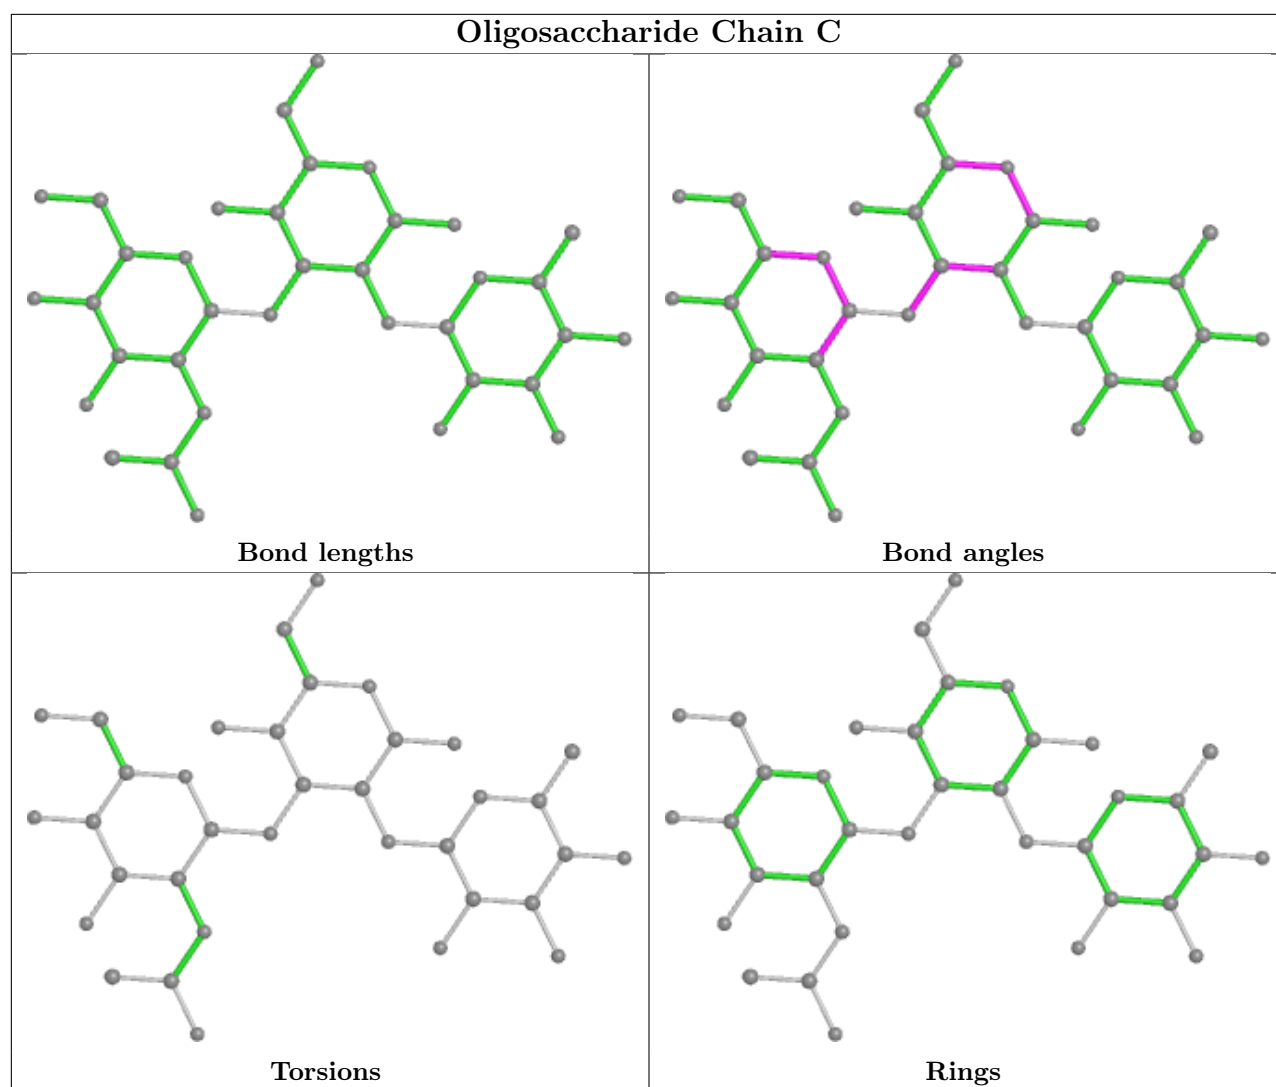 Oligosaccharide Chain C
Bond lengths
Bond angles
Torsions
Rings